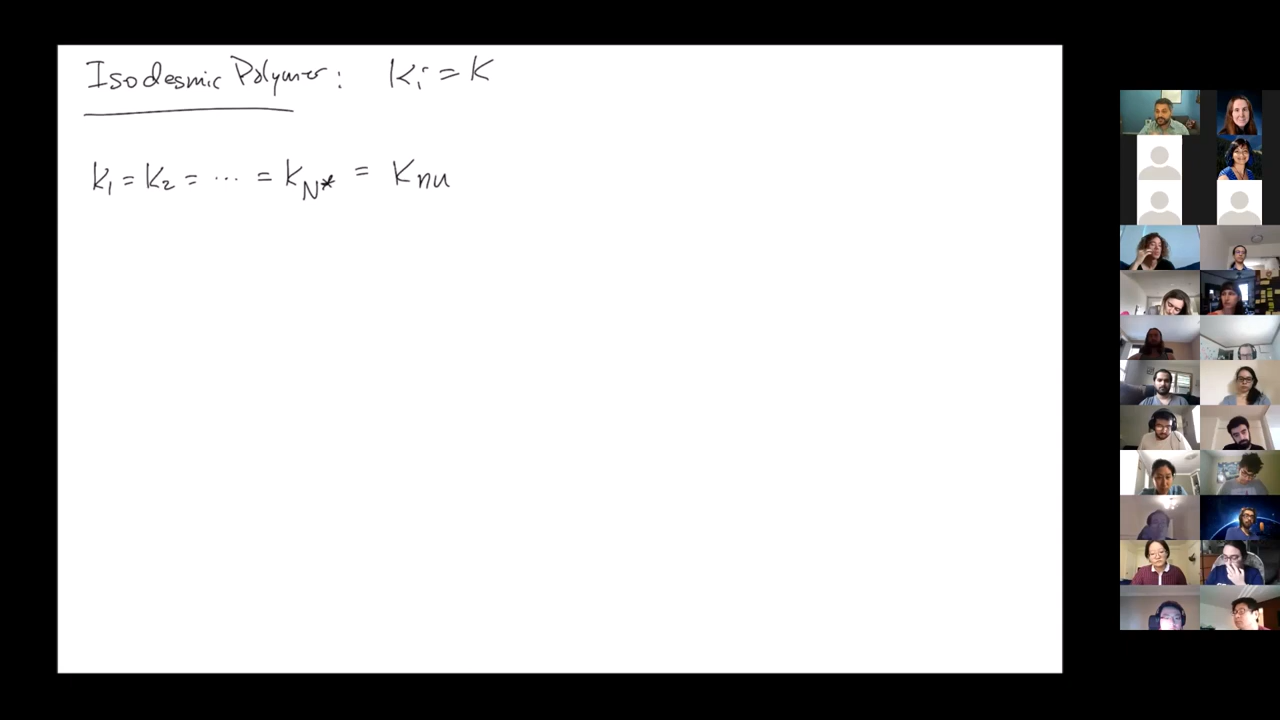 Isodesmic Polymer: Ki = K
K1 = K2 = ... = KN* = Knu